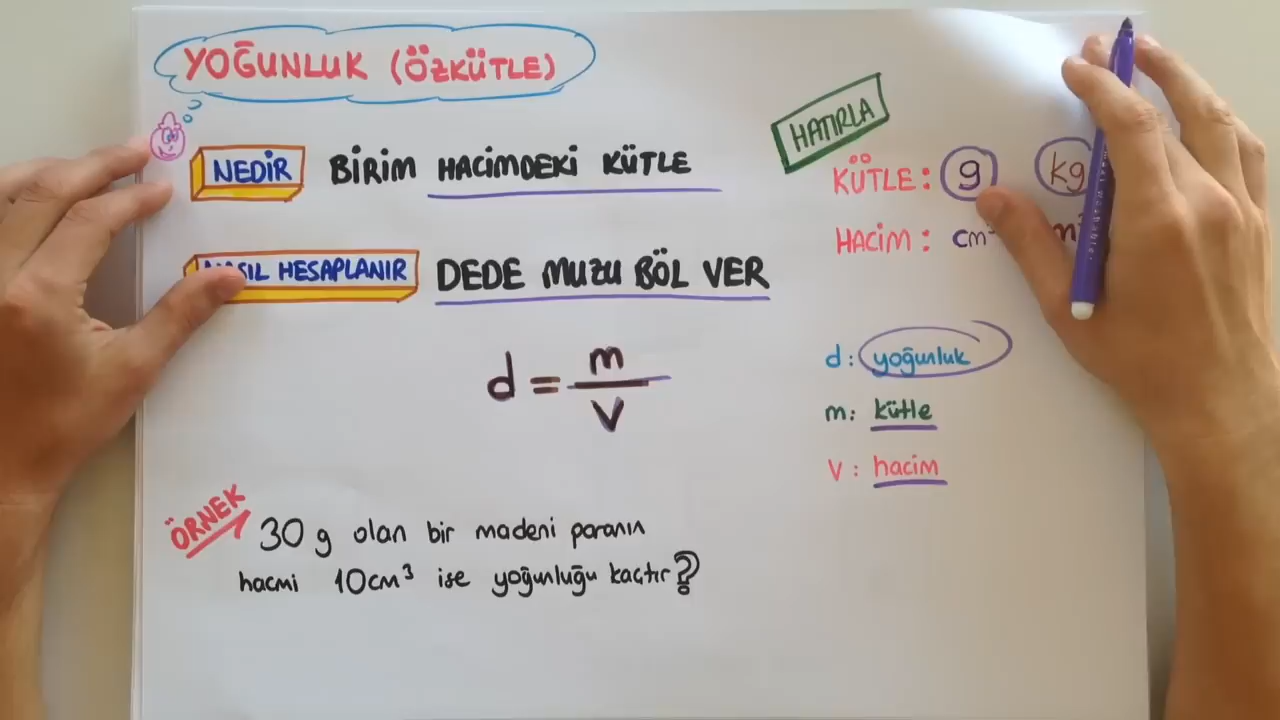 YOĞUNLUK (ÖZKÜTLE)
NEDİR BİRİM HACİMDEKİ KÜTLE
HATIRLA
KÜTLE: g kg
HACİM:
HESAPLANIR DEDE MUZU BÖL VER
d = m
V
d: yoğunluk
m: kütle
V: hacim
ÖRNEK
30 g olan bir madeni paranın
hacmi 10cm³ ise yoğunluğu kaçtır?